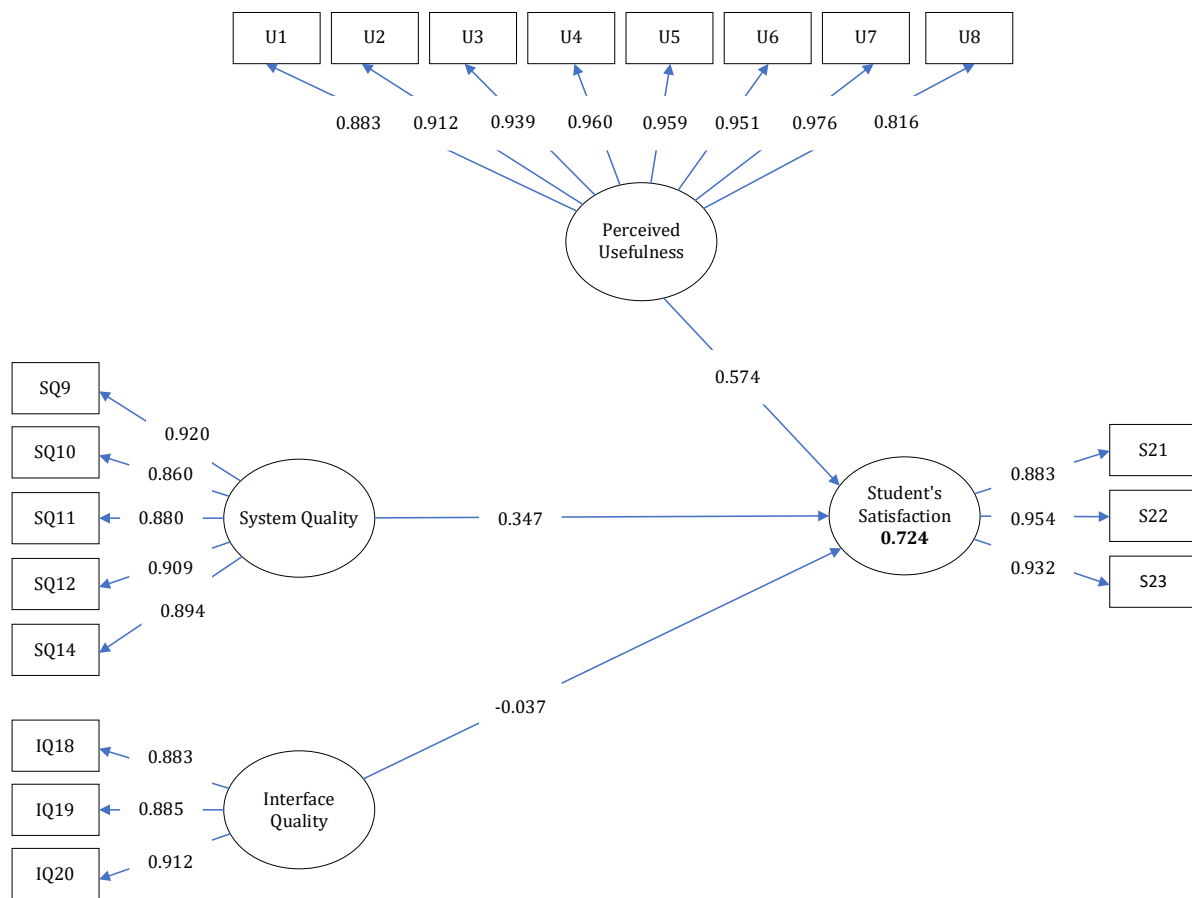 U1 U2 U3 U4 U5 U6 U7 U8
0.883 0.912 0.939 0.960 0.959 0.951 0.976 0.816
Perceived
Usefulness
0.574
SQ9
SQ10
SQ11
SQ12
SQ14
0.920
0.860
0.880
0.909
0.894
System Quality
0.347
Student's
Satisfaction
0.724
0.883
0.954
0.932
S21
S22
S23
-0.037
IQ18
IQ19
IQ20
0.883
0.885
0.912
Interface
Quality